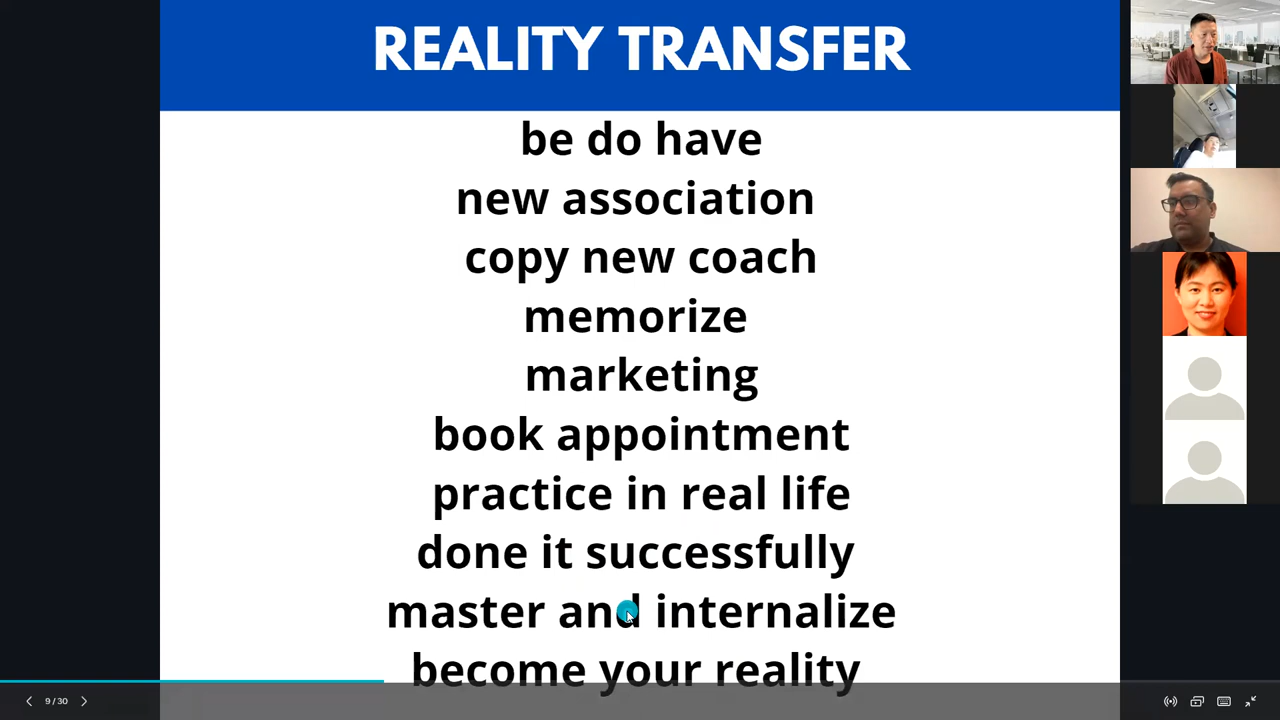 REALITY TRANSFER
be do have
new association
copy new coach
memorize
marketing
book appointment
practice in real life
done it successfully
master and internalize
become your reality
9 / 30